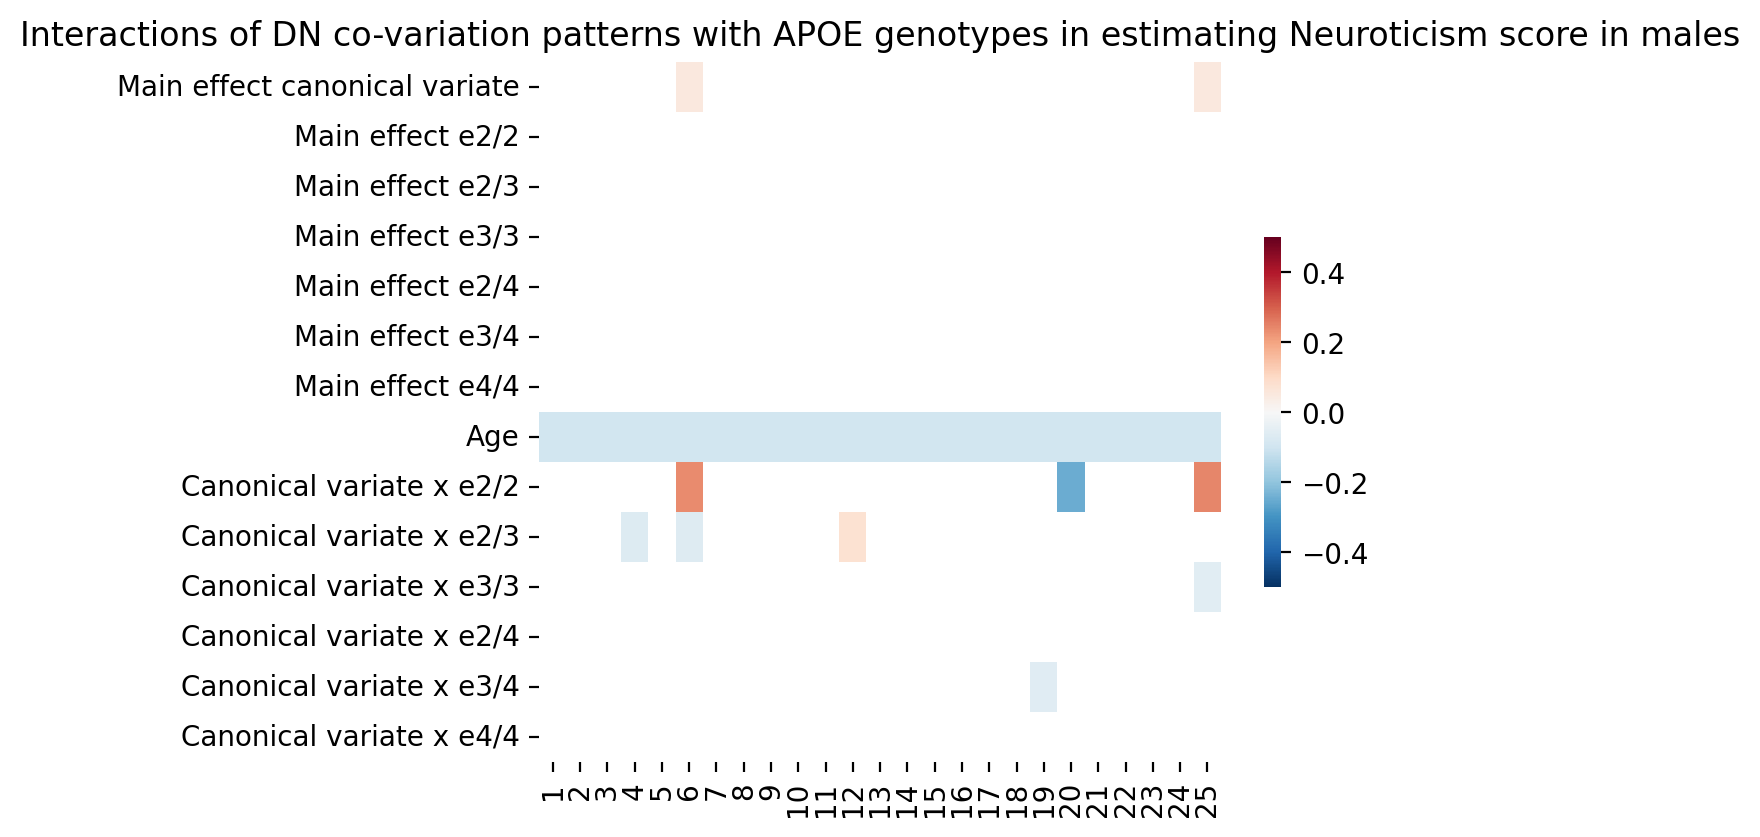 Interactions of DN co-variation patterns with APOE genotypes in estimating Neuroticism score in males
Main effect canonical variate
Main effect e2/2
Main effect e2/3
Main effect e3/3
Main effect e2/4
Main effect e3/4
Main effect e4/4
Age
Canonical variate x e2/2
Canonical variate x e2/3
Canonical variate x e3/3
Canonical variate x e2/4
Canonical variate x e3/4
Canonical variate x e4/4
1 2 3 4 5 6 7 8 9 10 11 12 13 14 15 16 17 18 19 20 21 22 23 24 25
0.4
0.2
0.0
−0.2
−0.4